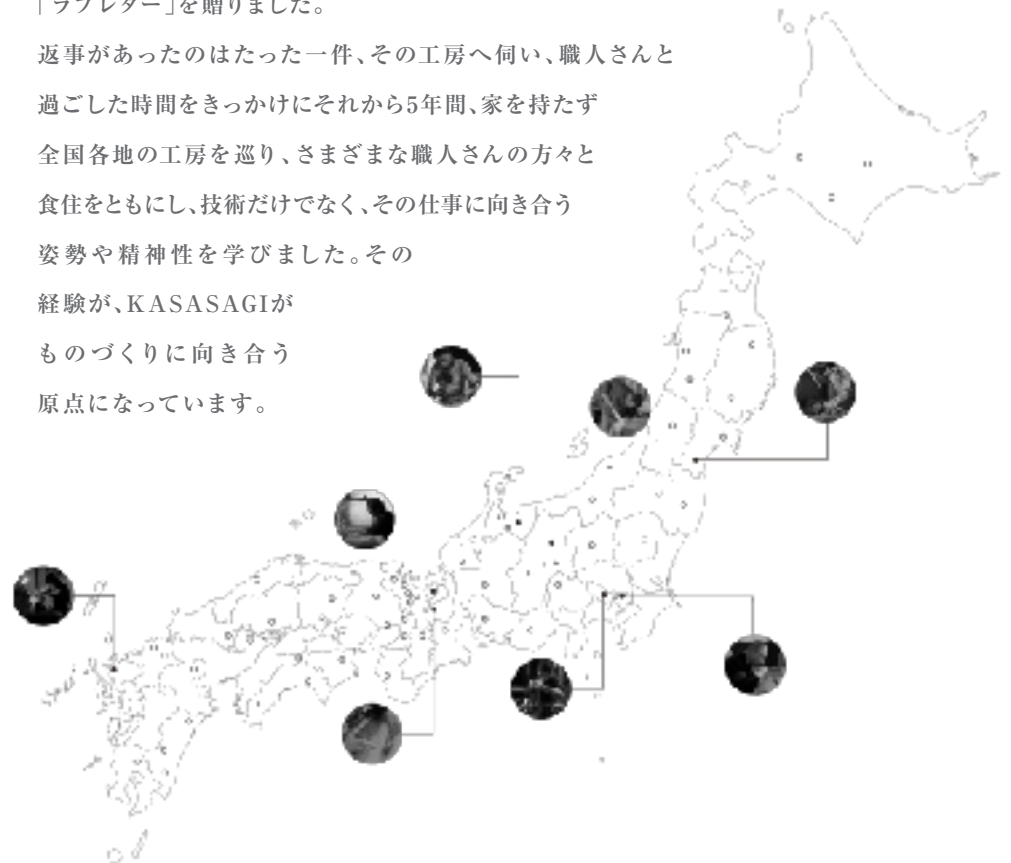 「ラブレター」を贈りました。
返事があったのはたった一件、その工房へ伺い、職人さんと
過ごした時間をきっかけにそれから5年間、家を持たず
全国各地の工房を巡り、さまざまな職人さんの方々と
食住をともにし、技術だけでなく、その仕事に向き合う
姿勢や精神性を学びました。その
経験が、KASASAGIが
ものづくりに向き合う
原点になっています。